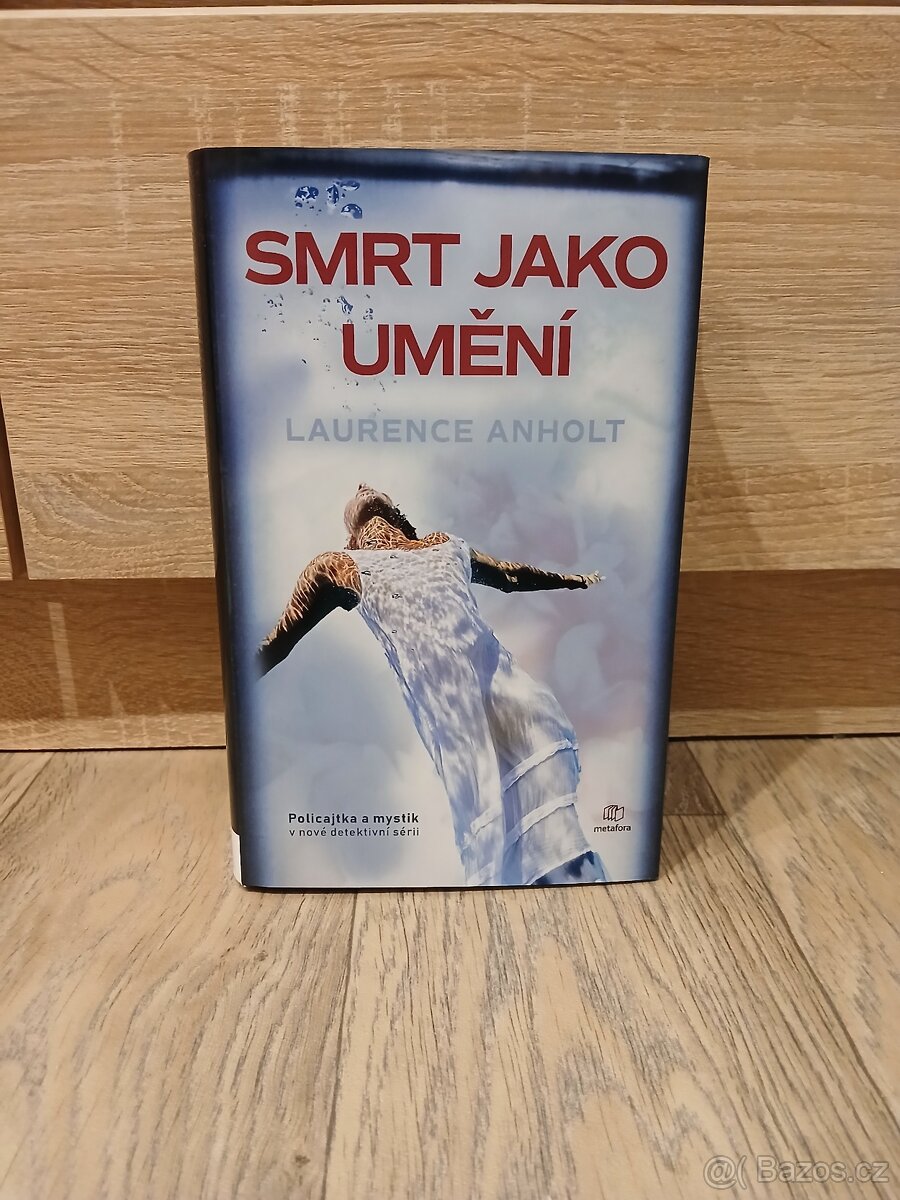 SMRT JAKO
UMĚNÍ
LAURENCE ANHOLT
Policajtka a mystik
v nové detektivní sérii
metafora
@( Bazos.cz